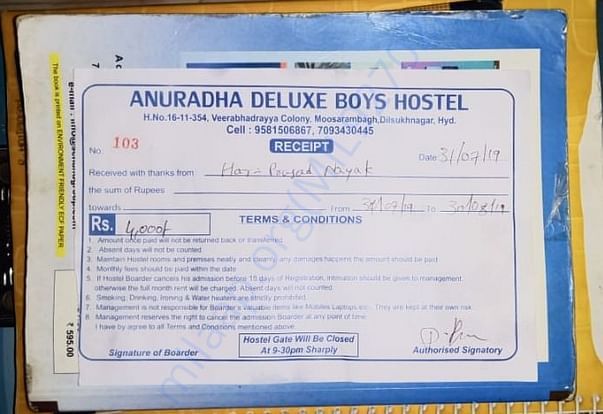 The book is printed on ENVIRONMENT FRIENDLY ECF PAPER
₹ 595.00
ANURADHA DELUXE BOYS HOSTEL
H.No.16-11-354, Veerabhadrayya Colony, Moosarambagh,Dilsukhnagar, Hyd.
Cell : 9581506867, 7093430445
RECEIPT
No. 103
Date 31/07/19
Received with thanks from Hari Prasad Nayak
the sum of Rupees
towards From 31/07/19 to 30/08/19
Rs. 4,000/-
TERMS & CONDITIONS
1. Amount once paid will not be returned back or transferred
2. Absent days will not be counted
3. Maintain Hostel rooms and premises neatly and cleanly any damages happens the amount should be paid
4. Monthly fees should be paid within the date
5. If Hostel Boarder cancels his admission before 15 days of Registration, intimation should be given to management
otherwise the full month rent will be charged. Absent days will not counted.
6. Smoking, Drinking, Ironing & Water heaters are strictly prohibited.
7. Management is not responsible for Boarder's valuable items like Mobiles Laptops etc., They are kept at their own risk.
8. Management reserves the right to cancel the admission Boarder at any point of time.
I have by agree to all Terms and Conditions mentioned above
Signature of Boarder
Hostel Gate Will be Closed
At 9-30pm Sharply
Authorised Signatory